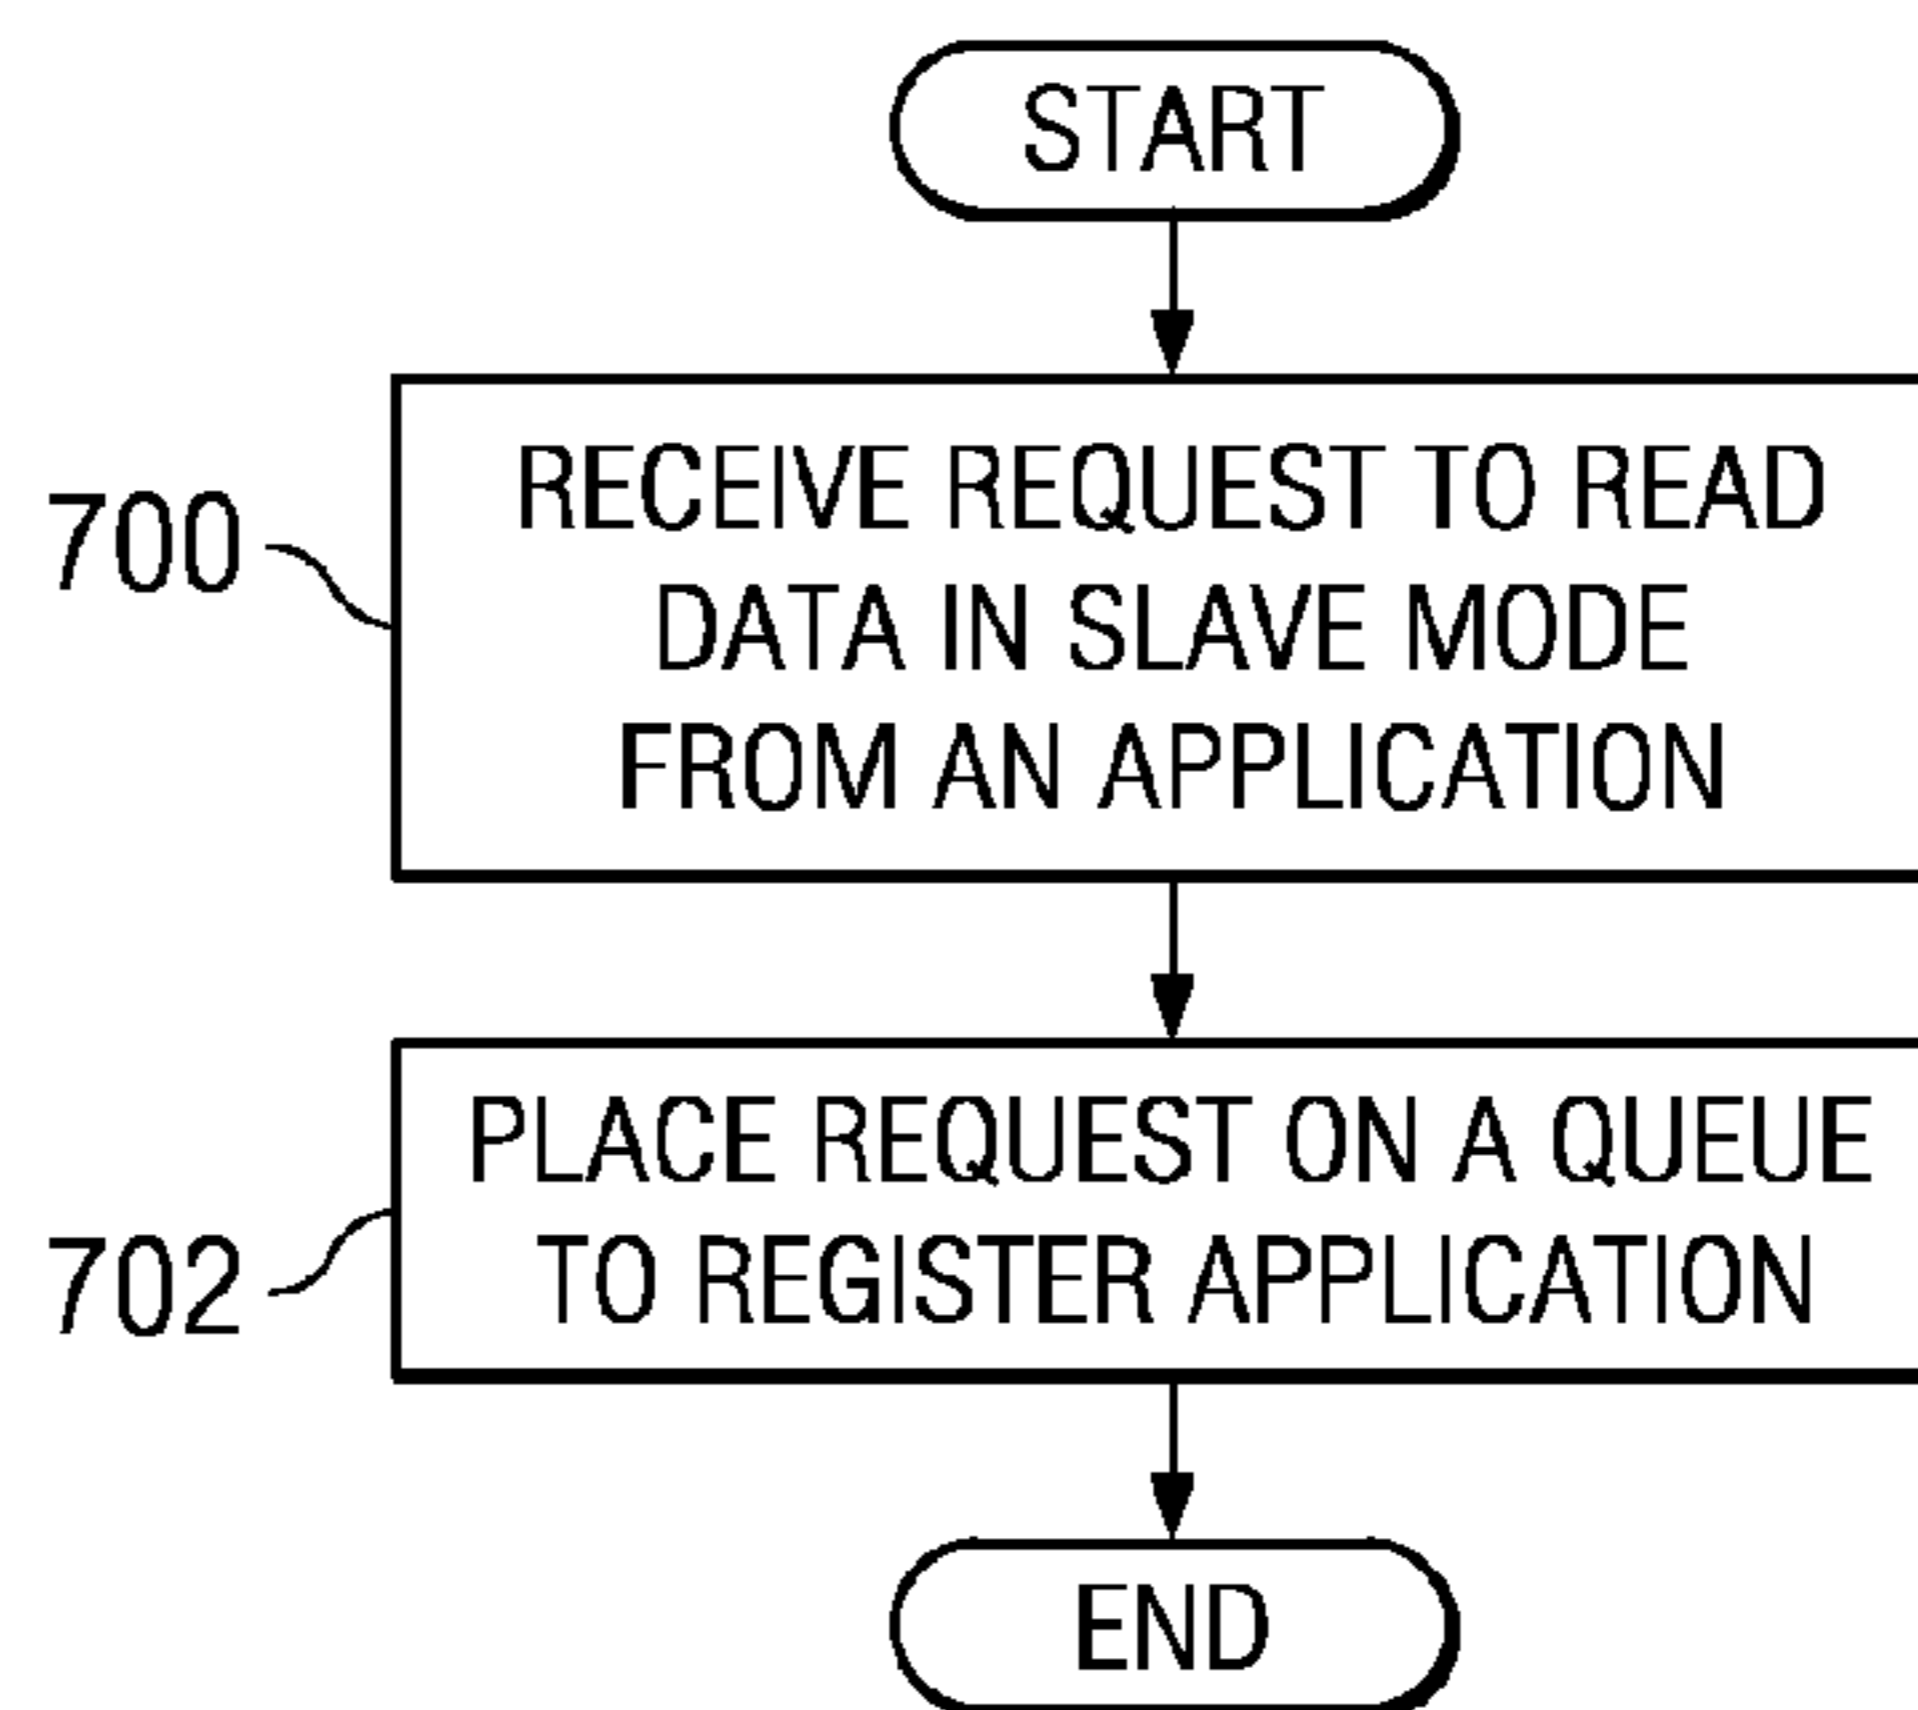 START
700
RECEIVE REQUEST TO READ
DATA IN SLAVE MODE
FROM AN APPLICATION
PLACE REQUEST ON A QUEUE
TO REGISTER APPLICATION
702
END